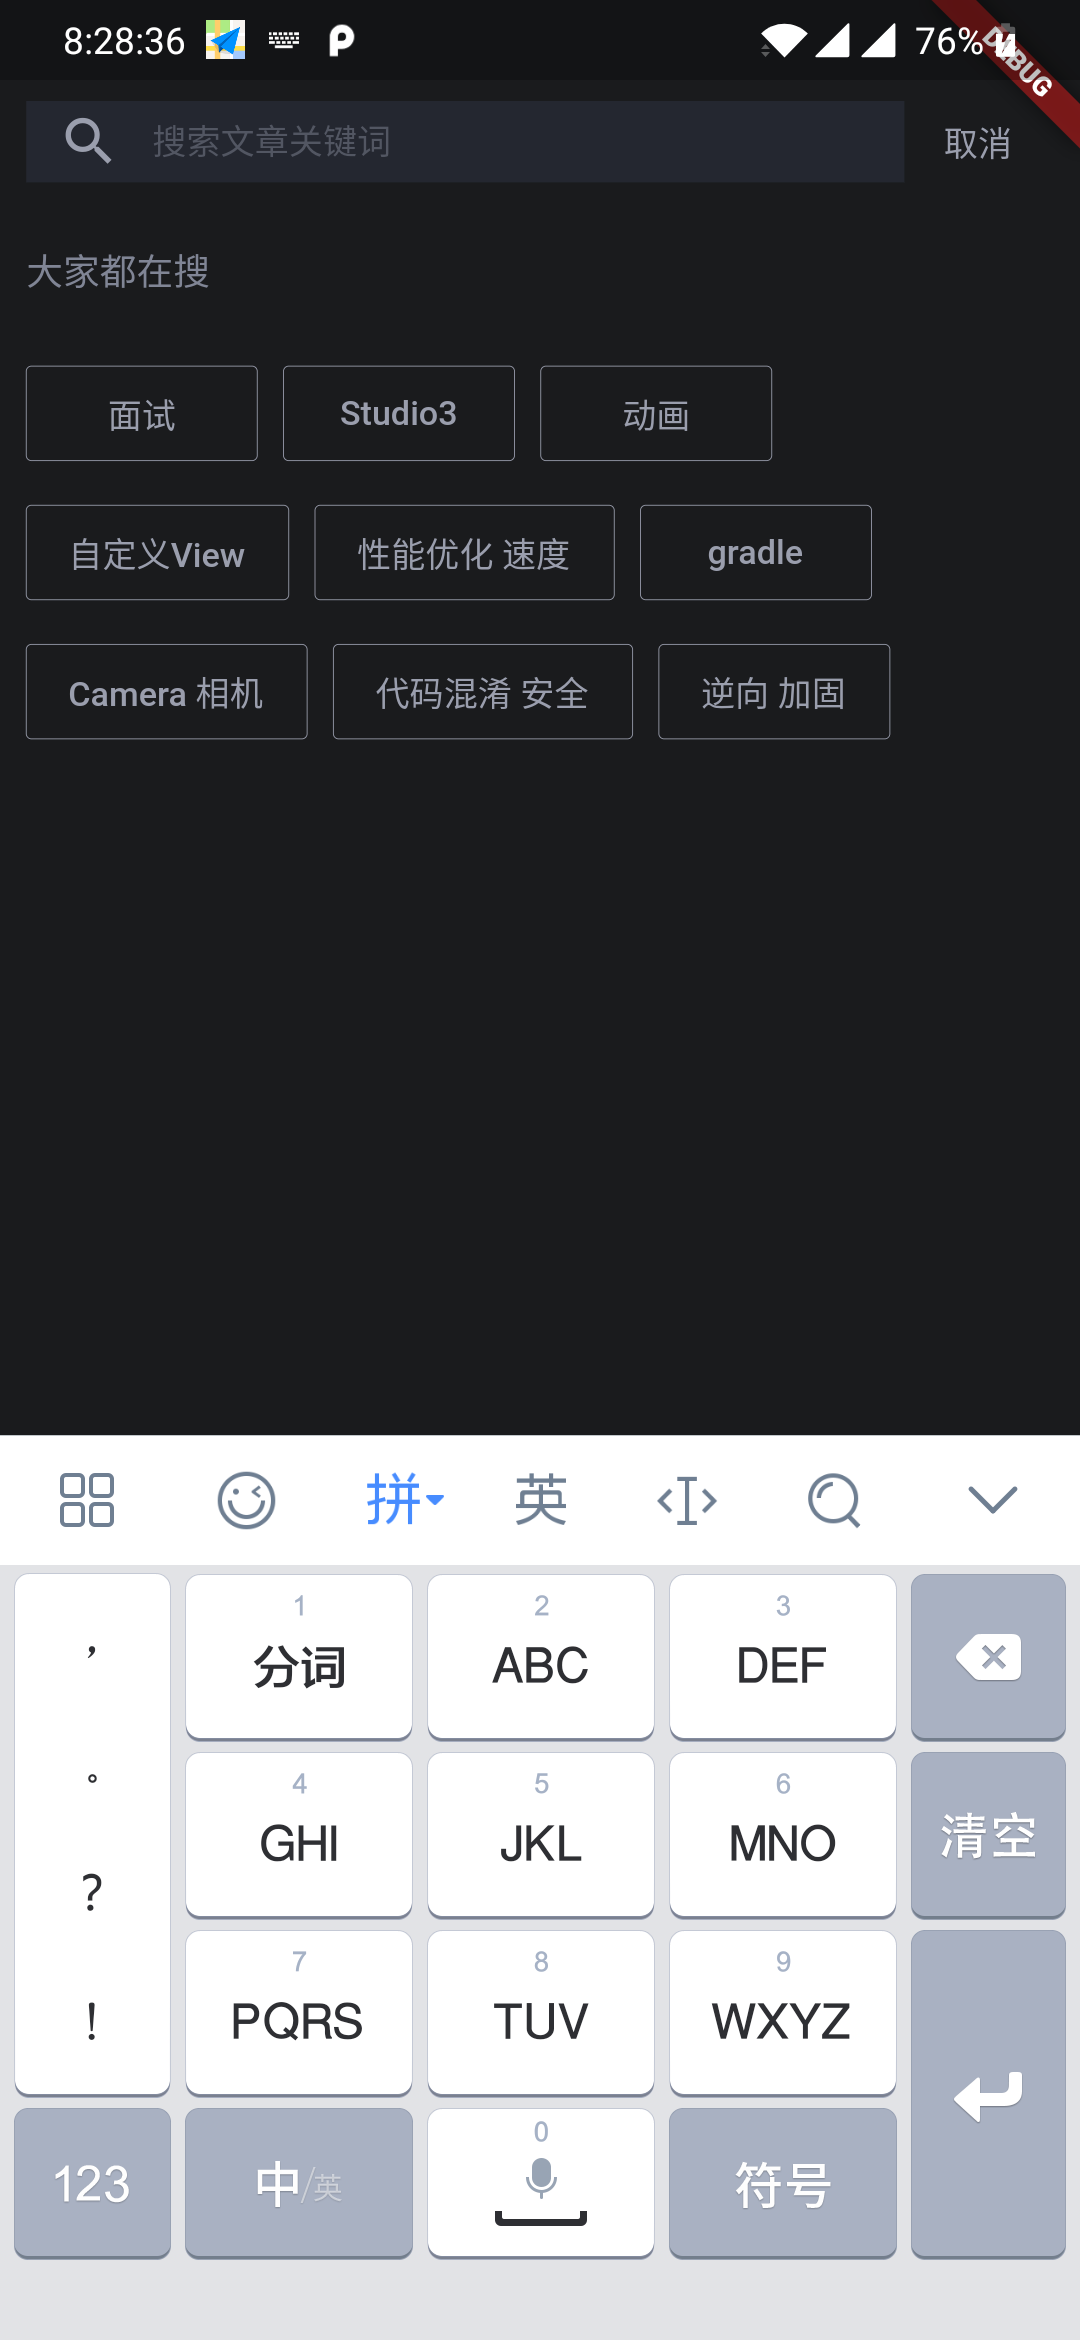 8:28:36 76%
DEBUG
搜索文章关键词 取消
大家都在搜
面试 Studio3 动画
自定义View 性能优化 速度 gradle
Camera 相机 代码混淆 安全 逆向 加固
拼 英
， 1 2 3
分词 ABC DEF
。 4 5 6
GHI JKL MNO 清空
？ 7 8 9
PQRS TUV WXYZ
！
0
123 中/英 符号